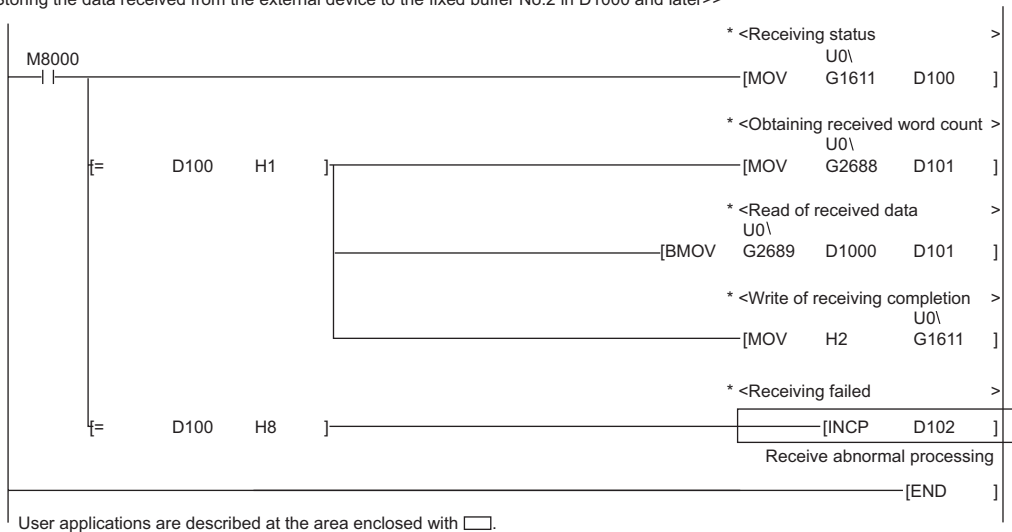 Storing the data received from the external device to the fixed buffer No.2 in D1000 and later>>
* <Receiving status >
M8000
U0\
[MOV G1611 D100 ]
* <Obtaining received word count >
U0\
[= D100 H1 ]
[MOV G2688 D101 ]
* <Read of received data >
U0\
[BMOV G2689 D1000 D101 ]
* <Write of receiving completion >
U0\
[MOV H2 G1611 ]
* <Receiving failed >
[= D100 H8 ]
[INCP D102 ]
Receive abnormal processing
[END ]
User applications are described at the area enclosed with .